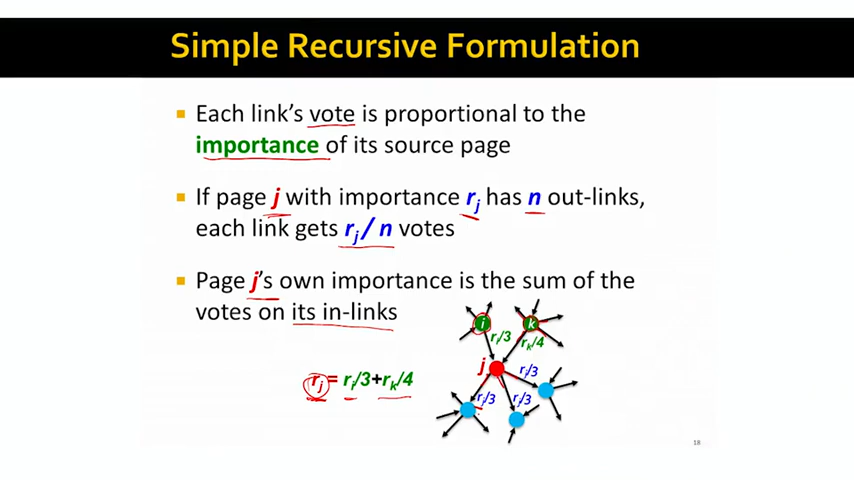 Simple Recursive Formulation
Each link's vote is proportional to the
importance of its source page
If page j with importance rj has n out-links,
each link gets rj / n votes
Page j's own importance is the sum of the
votes on its in-links
i
k
ri/3
rk/4
j
rj/3
rj = ri/3+rk/4
rj/3
rj/3
18